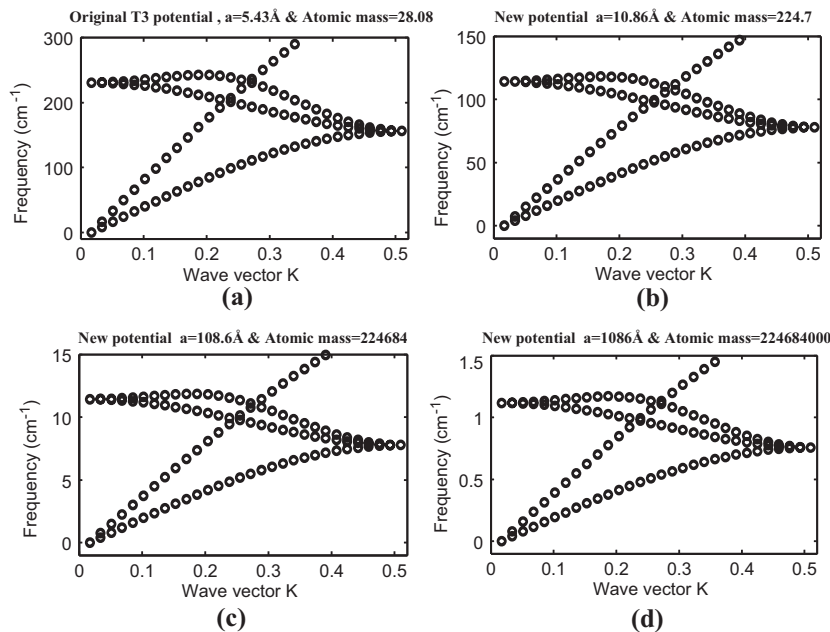 Original T3 potential , a=5.43Å & Atomic mass=28.08
300
200
100
0
Frequency (cm-1)
0 0.1 0.2 0.3 0.4 0.5
Wave vector K
(a)
New potential a=10.86Å & Atomic mass=224.7
150
100
50
0
Frequency (cm-1)
0 0.1 0.2 0.3 0.4 0.5
Wave vector K
(b)
New potential a=108.6Å & Atomic mass=224684
15
10
5
0
Frequency (cm-1)
0 0.1 0.2 0.3 0.4 0.5
Wave vector K
(c)
New potential a=1086Å & Atomic mass=224684000
1.5
1
0.5
0
Frequency (cm-1)
0 0.1 0.2 0.3 0.4 0.5
Wave vector K
(d)